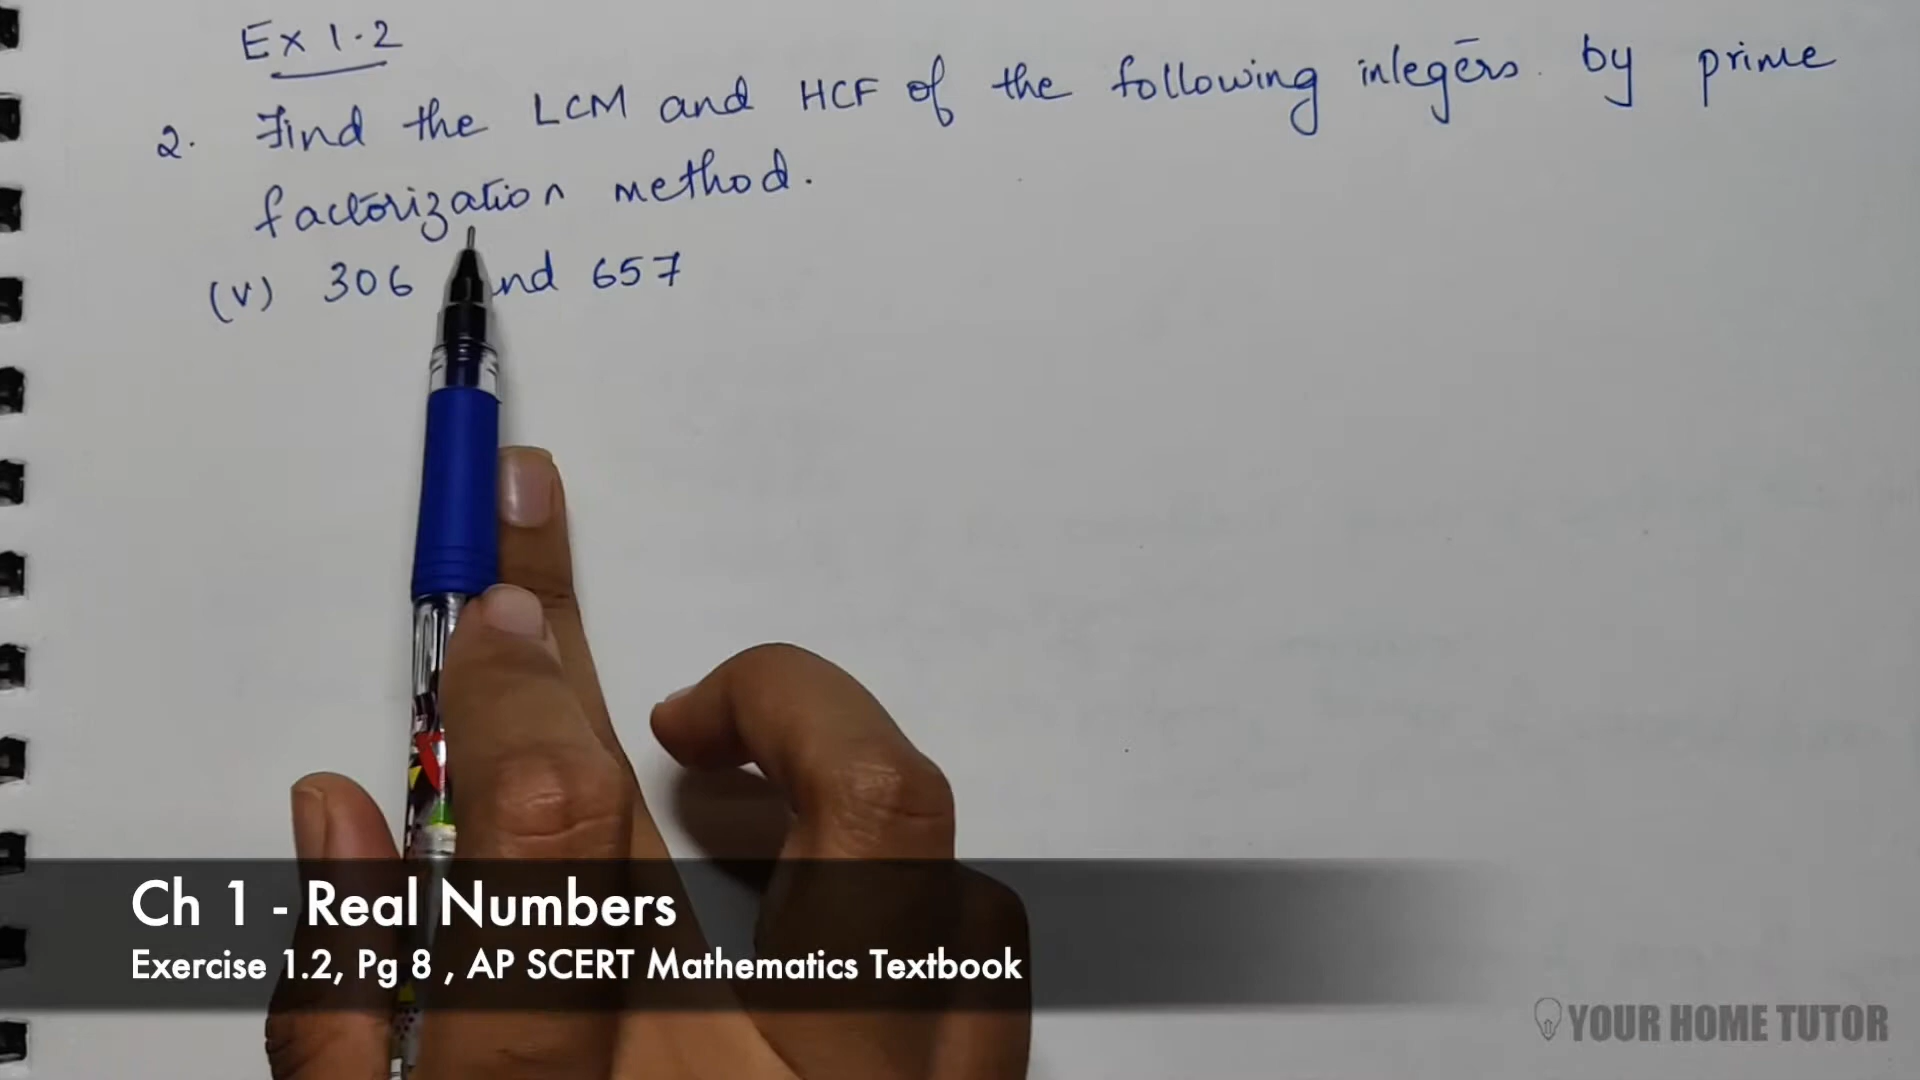 Ex 1.2
2. Find the LCM and HCF of the following integers. by prime
factorization method.
(v) 306 and 657
Ch 1 - Real Numbers
Exercise 1.2, Pg 8 , AP SCERT Mathematics Textbook
YOUR HOME TUTOR